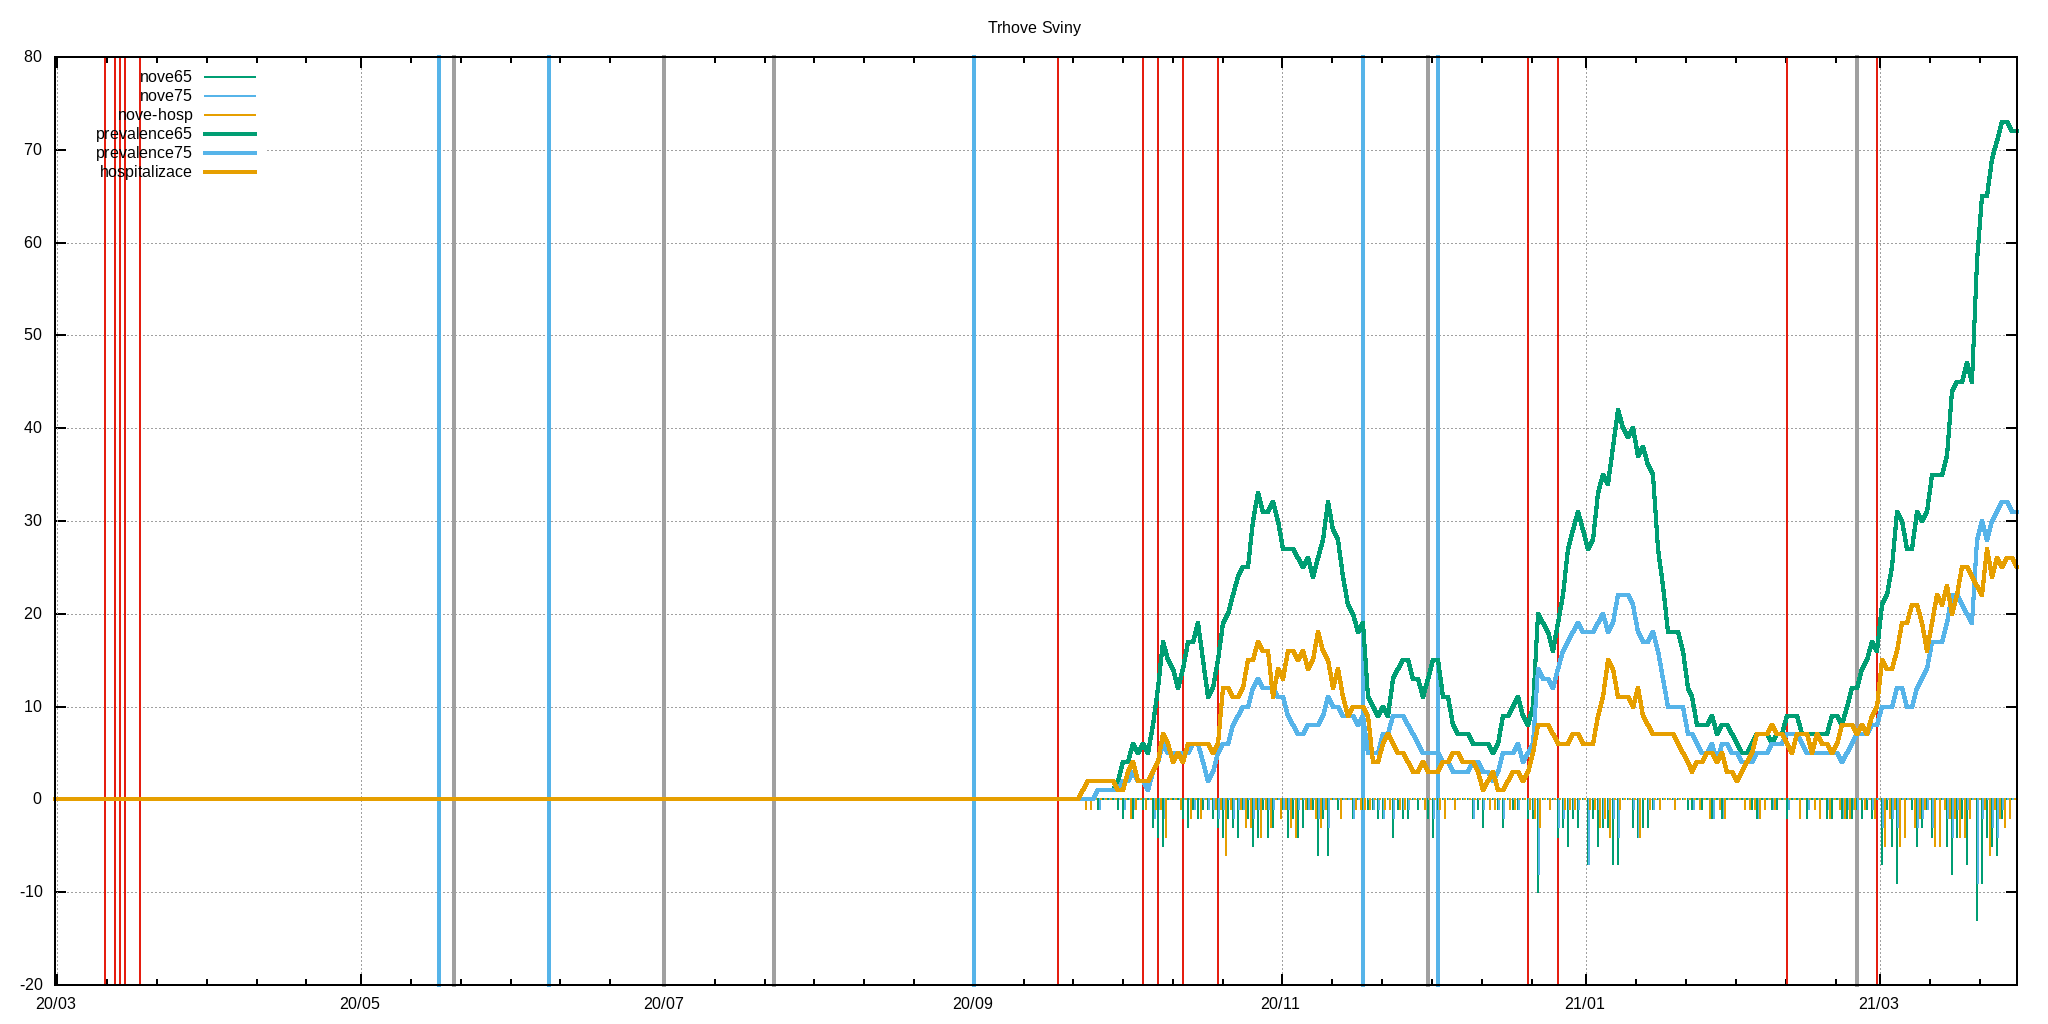 Trhove Sviny
80
70
60
50
40
30
20
10
0
-10
-20
nove65
nove75
nove-hosp
prevalence65
prevalence75
hospitalizace
20/03 20/05 20/07 20/09 20/11 21/01 21/03